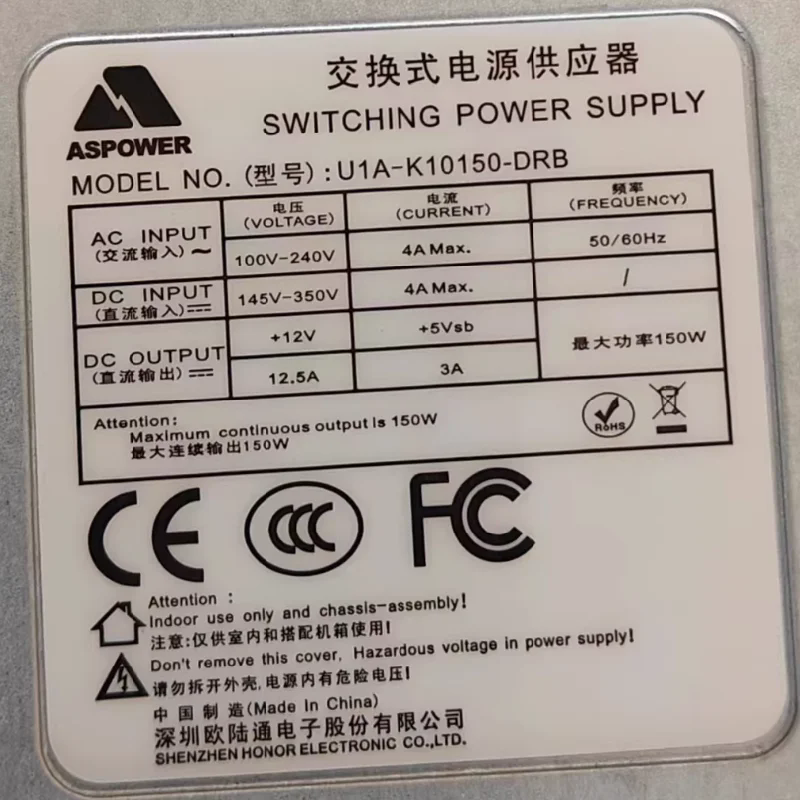 交换式电源供应器
SWITCHING POWER SUPPLY
ASPOWER
MODEL NO. (型号) : U1A-K10150-DRB
AC INPUT (交流输入) ~
电压 (VOLTAGE)
电流 (CURRENT)
频率 (FREQUENCY)
100V-240V
4A Max.
50/60Hz
DC INPUT (直流输入) ⎓
145V-350V
4A Max.
/
DC OUTPUT (直流输出) ⎓
+12V
+5Vsb
最大功率150W
12.5A
3A
Attention:
Maximum continuous output is 150W
最大连续输出150W
RoHS
CE
CCC
FC
Attention :
Indoor use only and chassis-assembly!
注意:仅供室内和搭配机箱使用!
Don't remove this cover, Hazardous voltage in power supply!
请勿拆开外壳,电源内有危险电压!
中国制造(Made In China)
深圳欧陆通电子股份有限公司
SHENZHEN HONOR ELECTRONIC CO.,LTD.